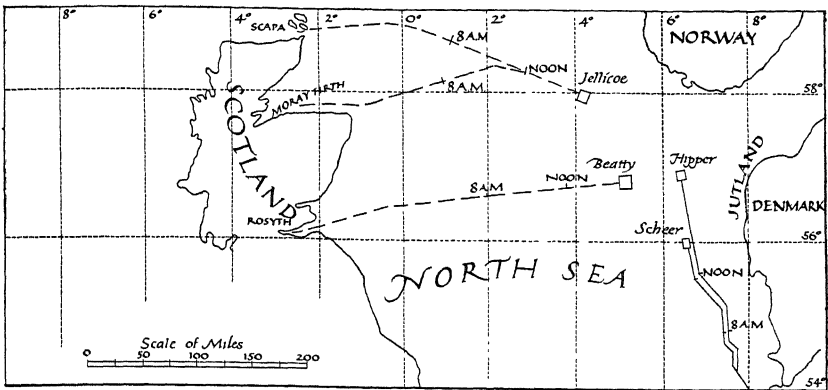 8° 6° 4° 2° 0° 2° 4° 6° 8°
SCAPA
8AM
NORWAY
NOON
Jellicoe
8AM
58°
MORAY FIRTH
SCOTLAND
JUTLAND
Beatty
Hipper
NOON
8AM
DENMARK
ROSYTH
Scheer
56°
NORTH SEA
NOON
8AM
Scale of Miles
0 50 100 150 200
54°